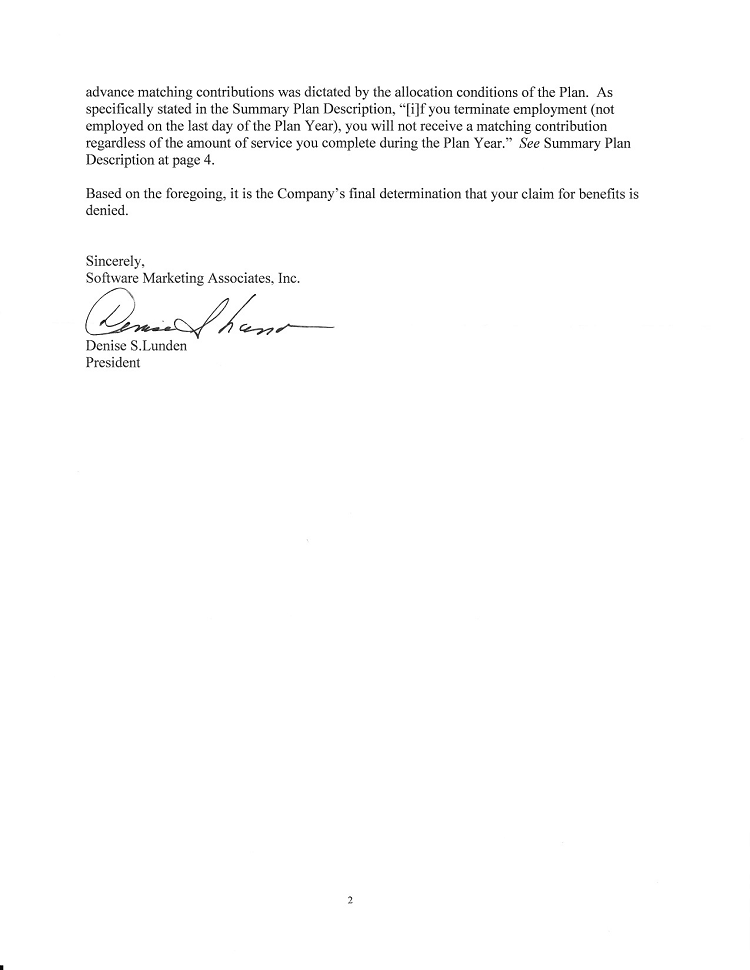 advance matching contributions was dictated by the allocation conditions of the Plan.  As
specifically stated in the Summary Plan Description, “[i]f you terminate employment (not
employed on the last day of the Plan Year), you will not receive a matching contribution
regardless of the amount of service you complete during the Plan Year.”  See Summary Plan
Description at page 4.
Based on the foregoing, it is the Company’s final determination that your claim for benefits is
denied.
Sincerely,
Software Marketing Associates, Inc.
Denise S
Denise S.Lunden
President
2